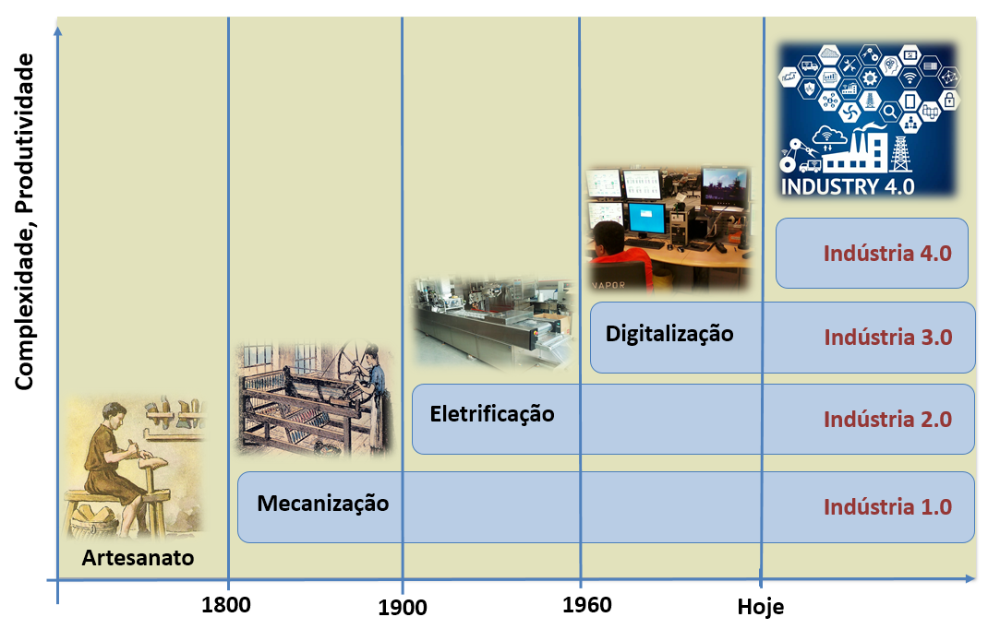 Complexidade, Produtividade
INDUSTRY 4.0
Indústria 4.0
NAPOR
Digitalização
Indústria 3.0
Eletrificação
Indústria 2.0
Mecanização
Indústria 1.0
Artesanato
1800
1900
1960
Hoje